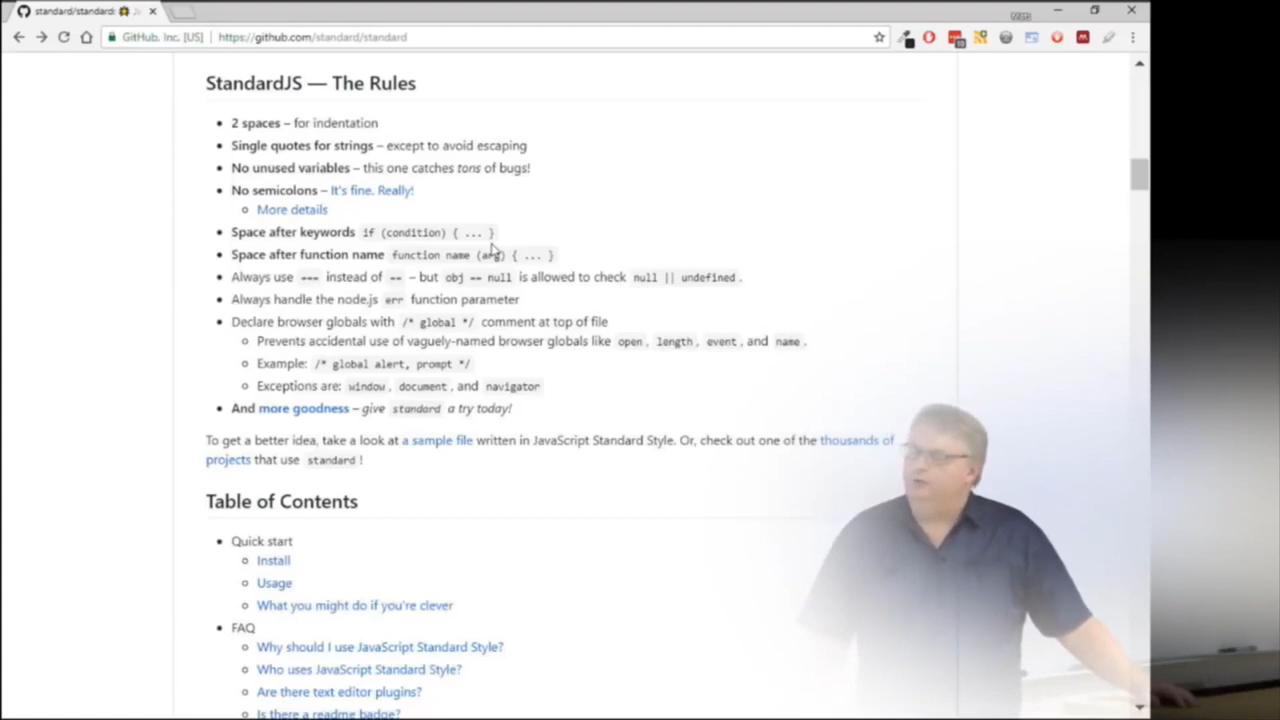 standard/standard:
GitHub, Inc. [US] | https://github.com/standard/standard
StandardJS — The Rules
2 spaces – for indentation
Single quotes for strings – except to avoid escaping
No unused variables – this one catches tons of bugs!
No semicolons – It's fine. Really!
More details
Space after keywords if (condition) { ... }
Space after function name function name (arg) { ... }
Always use === instead of == – but obj == null is allowed to check null || undefined.
Always handle the node.js err function parameter
Declare browser globals with /* global */ comment at top of file
Prevents accidental use of vaguely-named browser globals like open, length, event, and name.
Example: /* global alert, prompt */
Exceptions are: window, document, and navigator
And more goodness – give standard a try today!
To get a better idea, take a look at a sample file written in JavaScript Standard Style. Or, check out one of the thousands of
projects that use standard!
Table of Contents
Quick start
Install
Usage
What you might do if you're clever
FAQ
Why should I use JavaScript Standard Style?
Who uses JavaScript Standard Style?
Are there text editor plugins?
Is there a readme badge?